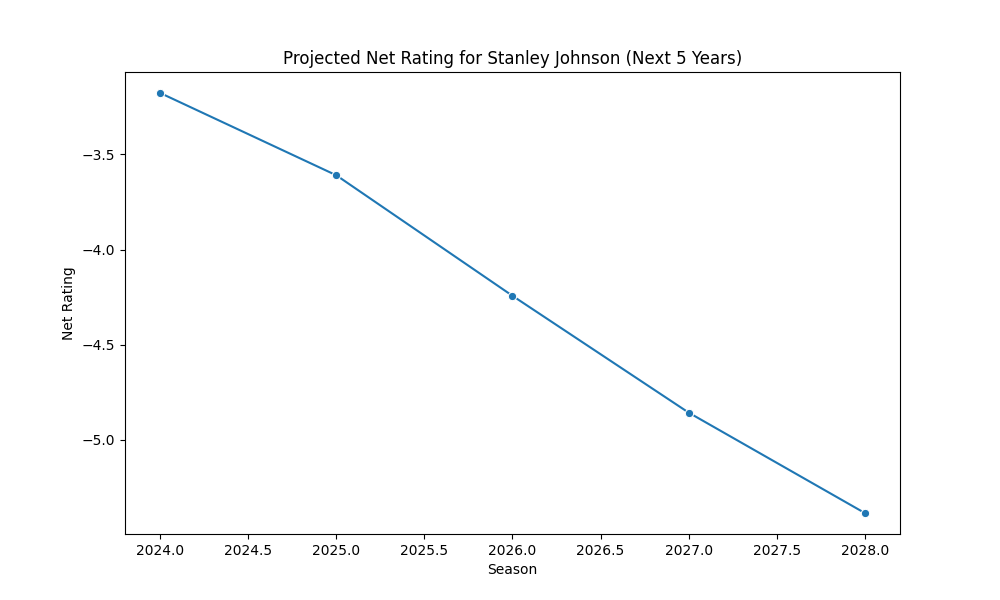 Projected Net Rating for Stanley Johnson (Next 5 Years)
Net Rating
−3.5
−4.0
−4.5
−5.0
2024.0 2024.5 2025.0 2025.5 2026.0 2026.5 2027.0 2027.5 2028.0
Season